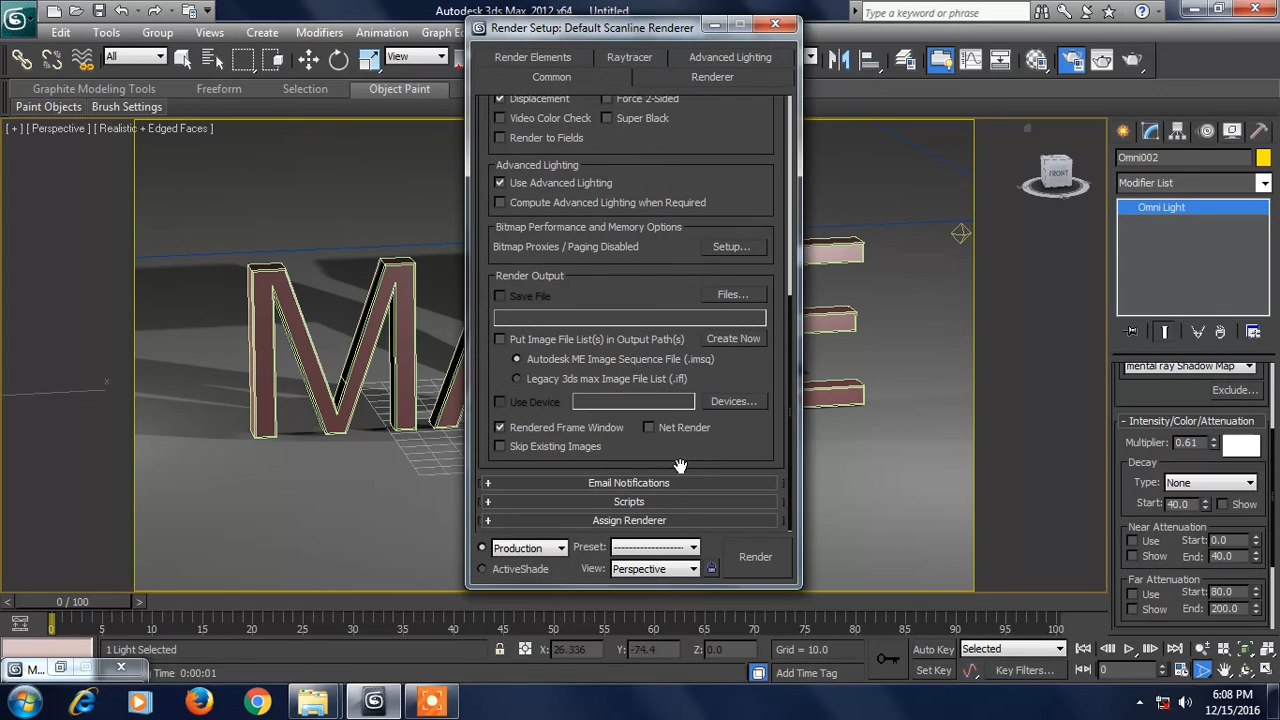 Autodesk 3ds Max 2012 x64
Untitled
Type a keyword or phrase
Edit
Tools
Group
Views
Create
Modifiers
Animation
Graph Ed
All
View
Graphite Modeling Tools
Freeform
Selection
Object Paint
Paint Objects
Brush Settings
[ + ] [ Perspective ] [ Realistic + Edged Faces ]
Render Setup: Default Scanline Renderer
Render Elements
Raytracer
Advanced Lighting
Common
Renderer
Displacement
Force 2-Sided
Video Color Check
Super Black
Render to Fields
Advanced Lighting
Use Advanced Lighting
Compute Advanced Lighting when Required
Bitmap Performance and Memory Options
Bitmap Proxies / Paging Disabled
Setup...
Render Output
Save File
Files...
Put Image File List(s) in Output Path(s)
Create Now
Autodesk ME Image Sequence File (.imsq)
Legacy 3ds max Image File List (.ifl)
Use Device
Devices...
Rendered Frame Window
Net Render
Skip Existing Images
+ Email Notifications
+ Scripts
+ Assign Renderer
Production
Preset:
--------------------
Render
ActiveShade
View:
Perspective
FRONT
Omni002
Modifier List
Omni Light
mental ray Shadow Map
Exclude...
- Intensity/Color/Attenuation
Multiplier: 0.61
Decay
Type: None
Start: 40.0
Show
Near Attenuation
Use
Start: 0.0
Show
End: 40.0
Far Attenuation
Use
Start: 80.0
Show
End: 200.0
x
0 / 100
0 5 10 15 20 25 30 35 40 45 50 55 60 65 70 75 80 85 90 95 100
1 Light Selected
X: 26.336
Y: -74.4
Z: 0.0
Grid = 10.0
Auto Key
Selected
M...
Time: 0:00:01
Add Time Tag
Set Key
Key Filters...
0
6:08 PM
12/15/2016